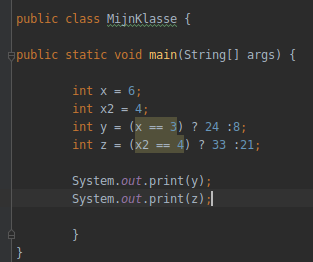 public class MijnKlasse {
public static void main(String[] args) {
int x = 6;
int x2 = 4;
int y = (x == 3) ? 24 :8;
int z = (x2 == 4) ? 33 :21;
System.out.print(y);
System.out.print(z);
}
}